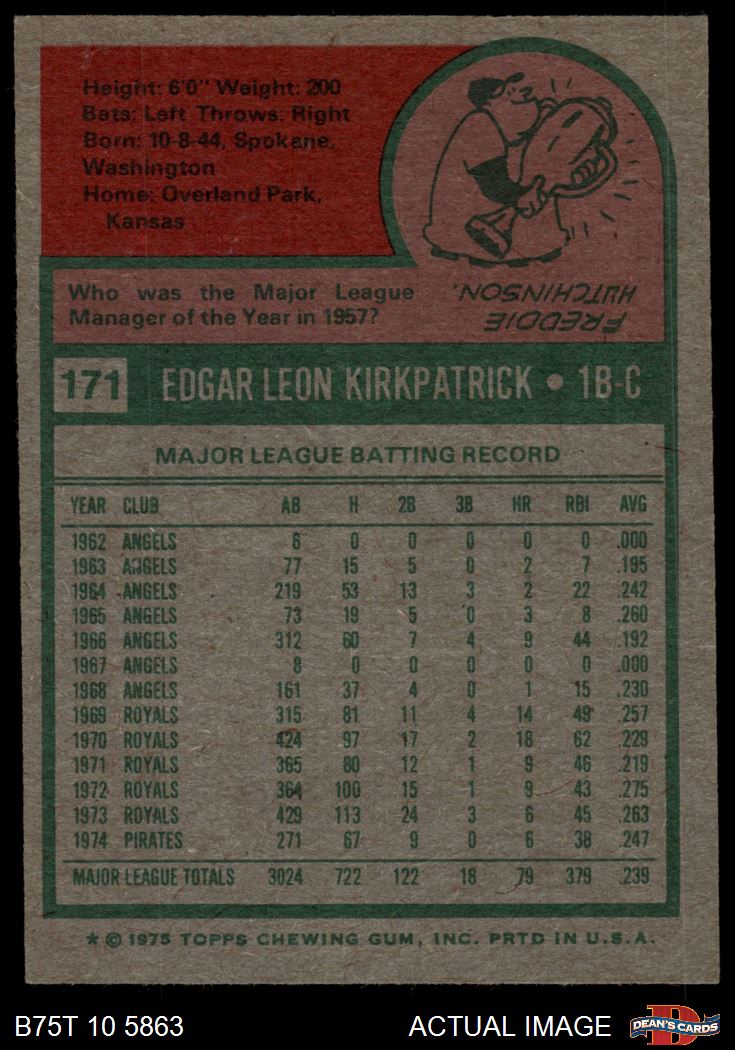 Height: 6'0" Weight: 200
Bats: Left Throws: Right
Born: 10-8-44, Spokane,
Washington
Home: Overland Park,
Kansas
Who was the Major League
Manager of the Year in 1957?
FREDDIE
HUTCHINSON.
171 EDGAR LEON KIRKPATRICK • 1B-C
MAJOR LEAGUE BATTING RECORD
YEAR CLUB AB H 2B 3B HR RBI AVG
1962 ANGELS 6 0 0 0 0 0 .000
1963 ANGELS 77 15 5 0 2 7 .195
1964 ANGELS 219 53 13 3 2 22 .242
1965 ANGELS 73 19 5 0 3 8 .260
1966 ANGELS 312 60 7 4 9 44 .192
1967 ANGELS 8 0 0 0 0 0 .000
1968 ANGELS 161 37 4 0 1 15 .230
1969 ROYALS 315 81 11 4 14 49 .257
1970 ROYALS 424 97 17 2 18 62 .229
1971 ROYALS 365 80 12 1 9 46 .219
1972 ROYALS 364 100 15 1 9 43 .275
1973 ROYALS 429 113 24 3 6 45 .263
1974 PIRATES 271 67 9 0 6 38 .247
MAJOR LEAGUE TOTALS 3024 722 122 18 79 379 .239
* © 1975 TOPPS CHEWING GUM, INC. PRTD IN U.S.A.
B75T 10 5863 ACTUAL IMAGE DEAN'S CARDS